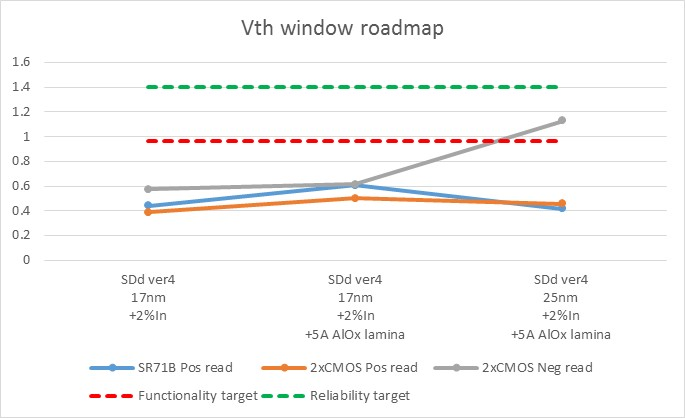 Vth window roadmap
1.6
1.4
1.2
1
0.8
0.6
0.4
0.2
0
SDd ver4
17nm
+2%In
SDd ver4
17nm
+2%In
+5A AlOx lamina
SDd ver4
25nm
+2%In
+5A AlOx lamina
SR71B Pos read
2xCMOS Pos read
2xCMOS Neg read
Functionality target
Reliability target